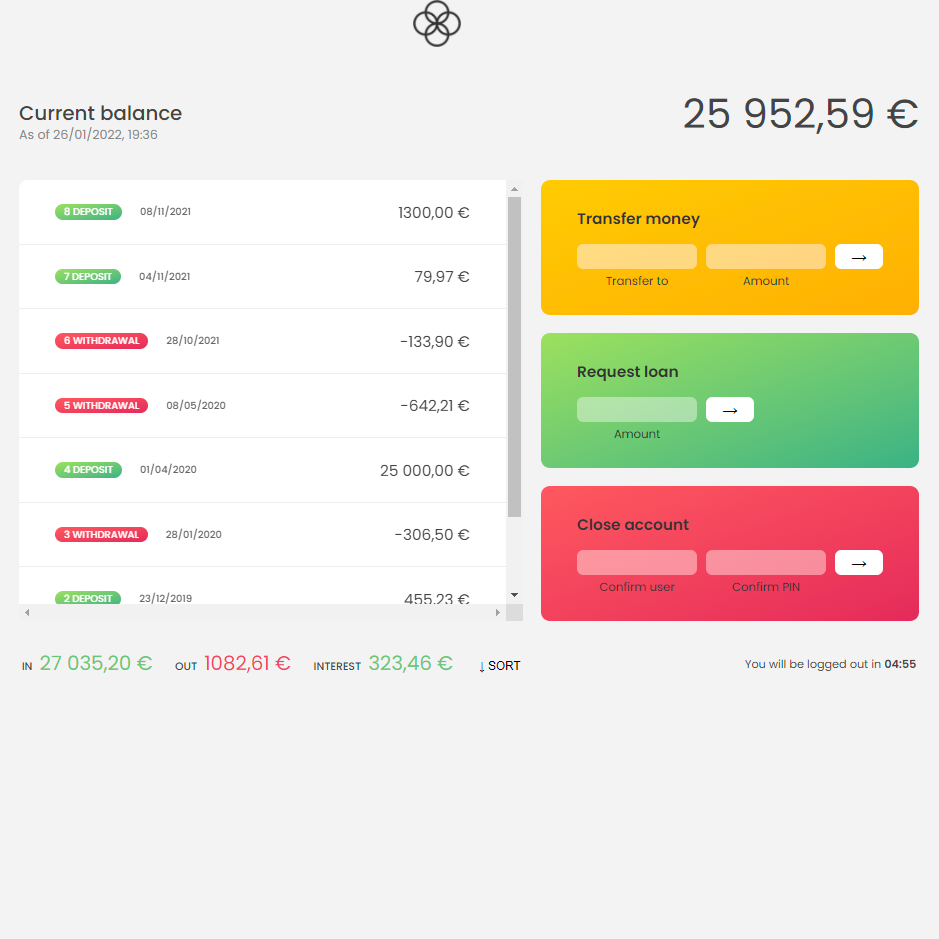 Current balance
As of 26/01/2022, 19:36
25 952,59 €
8 DEPOSIT 08/11/2021 1300,00 €
7 DEPOSIT 04/11/2021 79,97 €
6 WITHDRAWAL 28/10/2021 -133,90 €
5 WITHDRAWAL 08/05/2020 -642,21 €
4 DEPOSIT 01/04/2020 25 000,00 €
3 WITHDRAWAL 28/01/2020 -306,50 €
2 DEPOSIT 23/12/2019 455,23 €
Transfer money
→
Transfer to Amount
Request loan
→
Amount
Close account
→
Confirm user Confirm PIN
IN 27 035,20 € OUT 1082,61 € INTEREST 323,46 € ↓ SORT
You will be logged out in 04:55